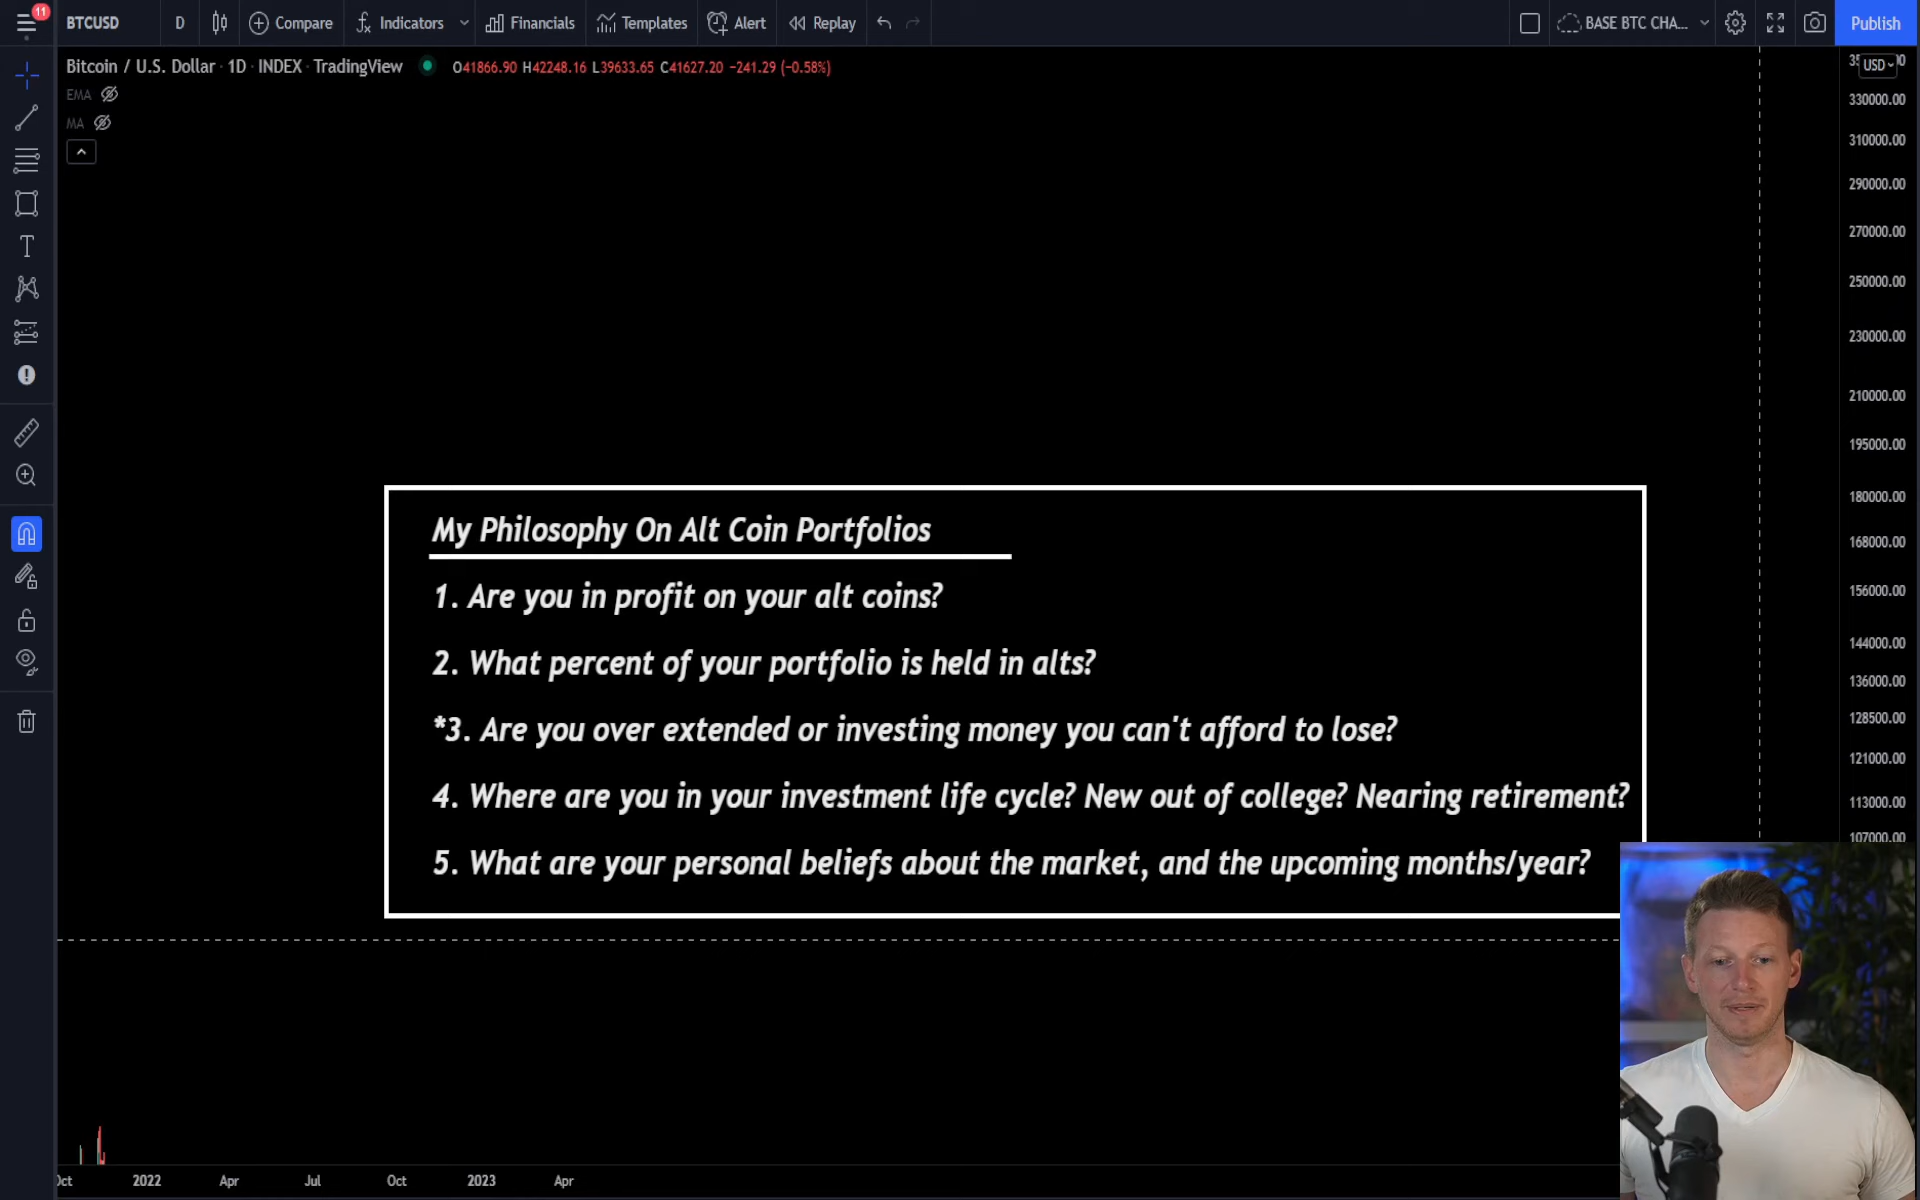 11
BTCUSD
D
Compare
Indicators
Financials
Templates
Alert
Replay
BASE BTC CHA...
Publish
Bitcoin / U.S. Dollar · 1D · INDEX · TradingView
O41866.90 H42248.16 L39633.65 C41627.20 −241.29 (−0.58%)
EMA
MA
USD
330000.00
310000.00
290000.00
270000.00
250000.00
230000.00
210000.00
195000.00
180000.00
168000.00
156000.00
144000.00
136000.00
128500.00
121000.00
113000.00
107000.00
My Philosophy On Alt Coin Portfolios
1. Are you in profit on your alt coins?
2. What percent of your portfolio is held in alts?
*3. Are you over extended or investing money you can't afford to lose?
4. Where are you in your investment life cycle? New out of college? Nearing retirement?
5. What are your personal beliefs about the market, and the upcoming months/year?
Oct 2022 Apr Jul Oct 2023 Apr